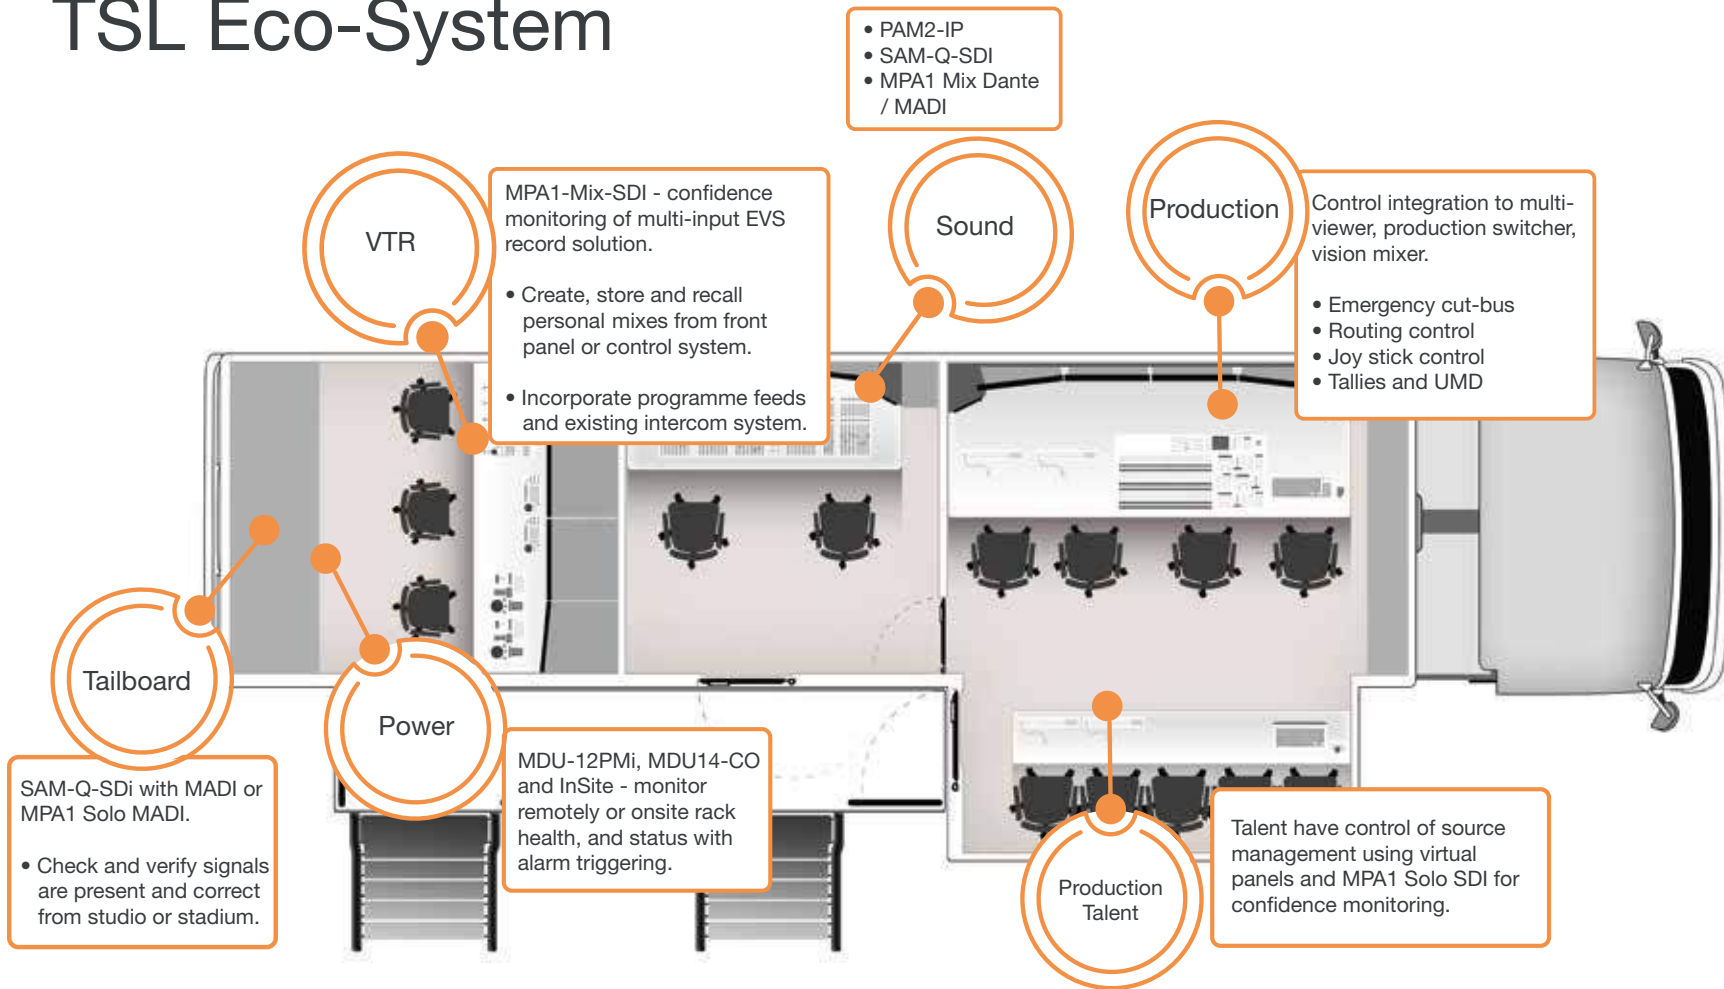 TSL Eco-System
• PAM2-IP
• SAM-Q-SDI
• MPA1 Mix Dante
/ MADI
VTR
MPA1-Mix-SDI - confidence
monitoring of multi-input EVS
record solution.
• Create, store and recall
personal mixes from front
panel or control system.
• Incorporate programme feeds
and existing intercom system.
Sound
Production
Control integration to multi-
viewer, production switcher,
vision mixer.
• Emergency cut-bus
• Routing control
• Joy stick control
• Tallies and UMD
Tailboard
SAM-Q-SDi with MADI or
MPA1 Solo MADI.
• Check and verify signals
are present and correct
from studio or stadium.
Power
MDU-12PMi, MDU14-CO
and InSite - monitor
remotely or onsite rack
health, and status with
alarm triggering.
Production
Talent
Talent have control of source
management using virtual
panels and MPA1 Solo SDI for
confidence monitoring.